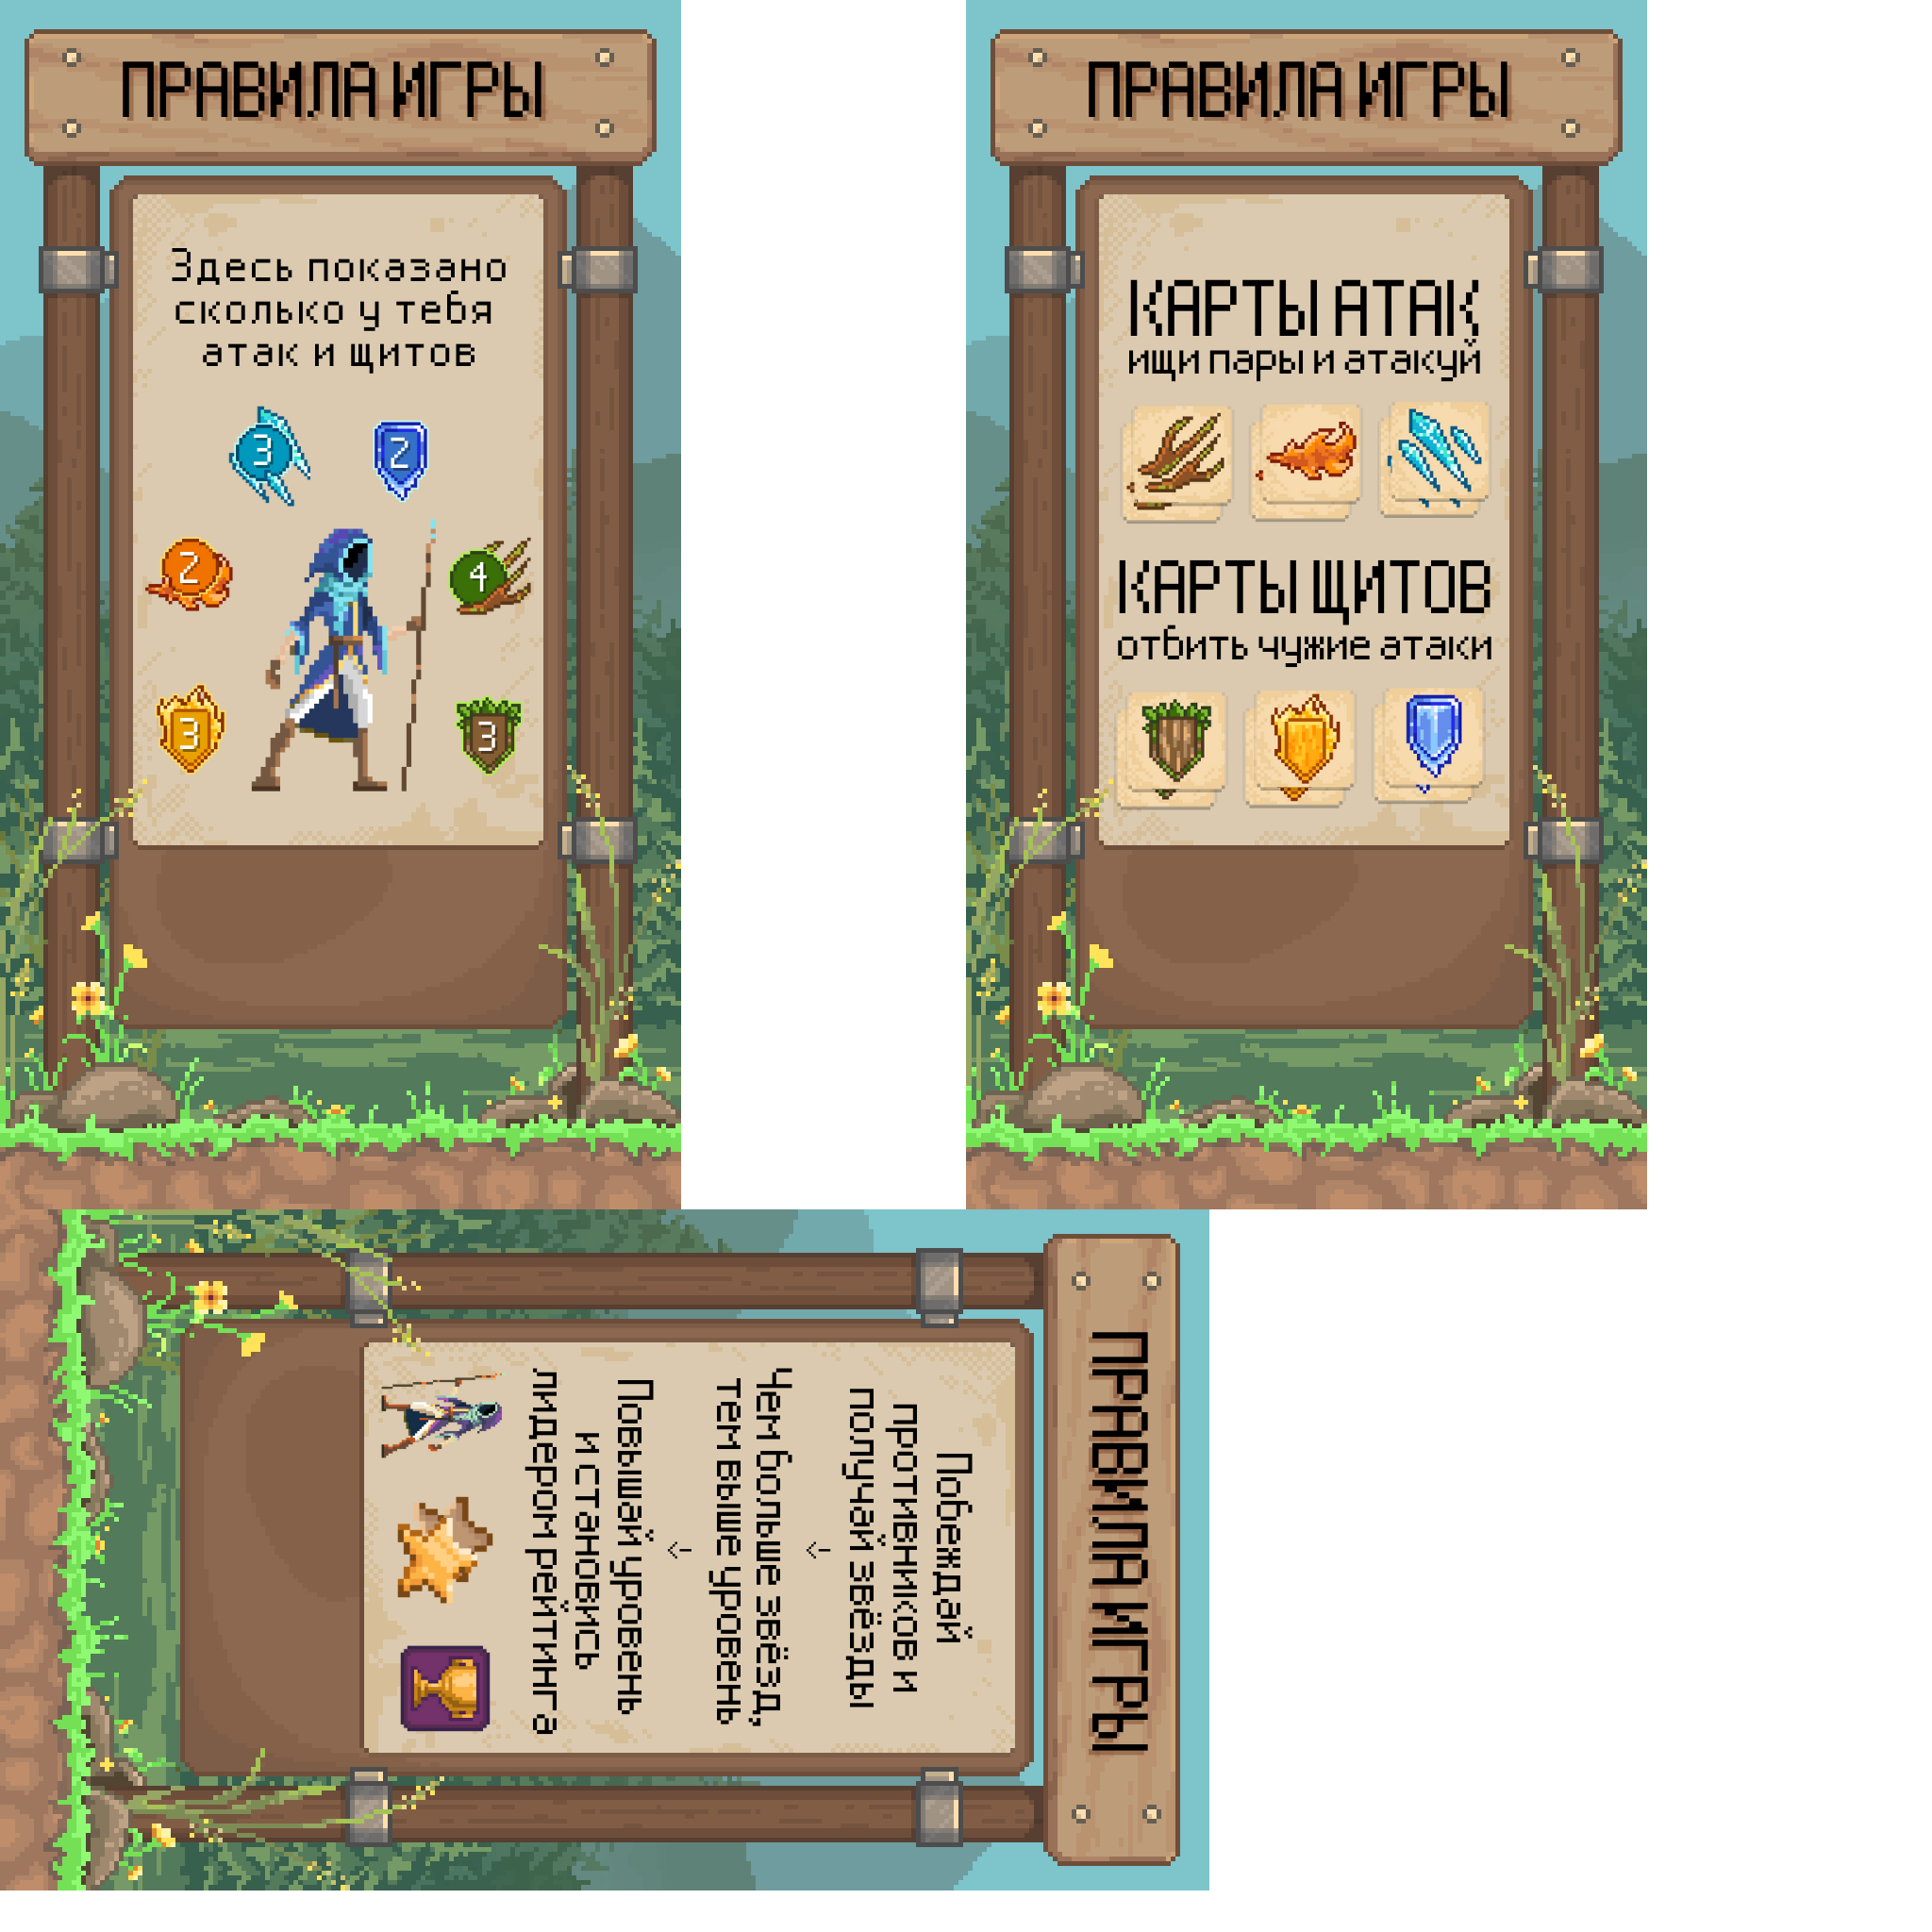 ПРАВИЛА ИГРЫ
Здесь показано
сколько у тебя
атак и щитов
3
2
2
4
3
3
ПРАВИЛА ИГРЫ
КАРТЫ АТАК
ищи пары и атакуй
КАРТЫ ЩИТОВ
отбить чужие атаки
ПРАВИЛА ИГРЫ
Побеждай
противников и
получай звёзды
Чем больше звёзд,
тем выше уровень
Повышай уровень
и становись
лидером рейтинга